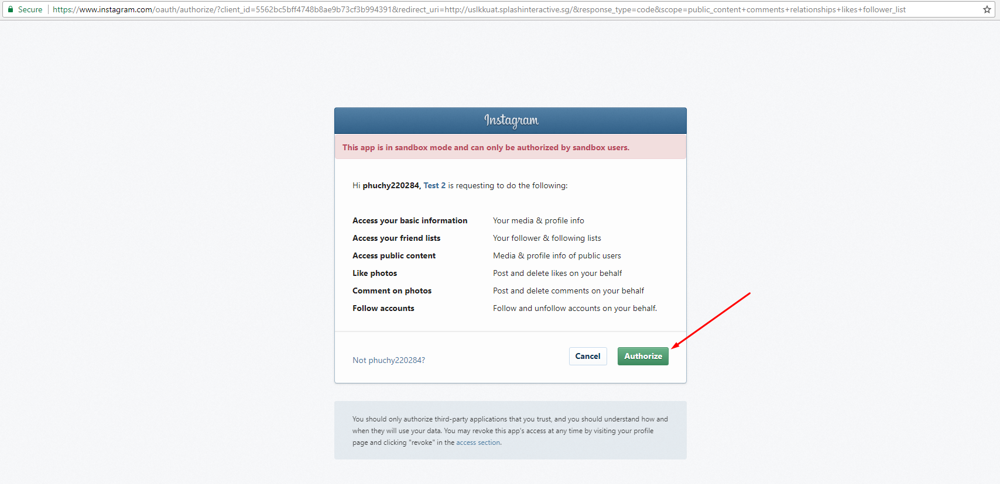 Secure https://www.instagram.com/oauth/authorize/?client_id=5562bc5bff4748b8ae9b73cf3b994391&redirect_uri=http://uslkkuat.splashinteractive.sg/&response_type=code&scope=public_content+comments+relationships+likes+follower_list
Instagram
This app is in sandbox mode and can only be authorized by sandbox users.
Hi phuchy220284, Test 2 is requesting to do the following:
Access your basic information Your media & profile info
Access your friend lists Your follower & following lists
Access public content Media & profile info of public users
Like photos Post and delete likes on your behalf
Comment on photos Post and delete comments on your behalf
Follow accounts Follow and unfollow accounts on your behalf.
Not phuchy220284? Cancel Authorize
You should only authorize third-party applications that you trust, and you should understand how and
when they will use your data. You may revoke this app's access at any time by visiting your profile
page and clicking "revoke" in the access section.